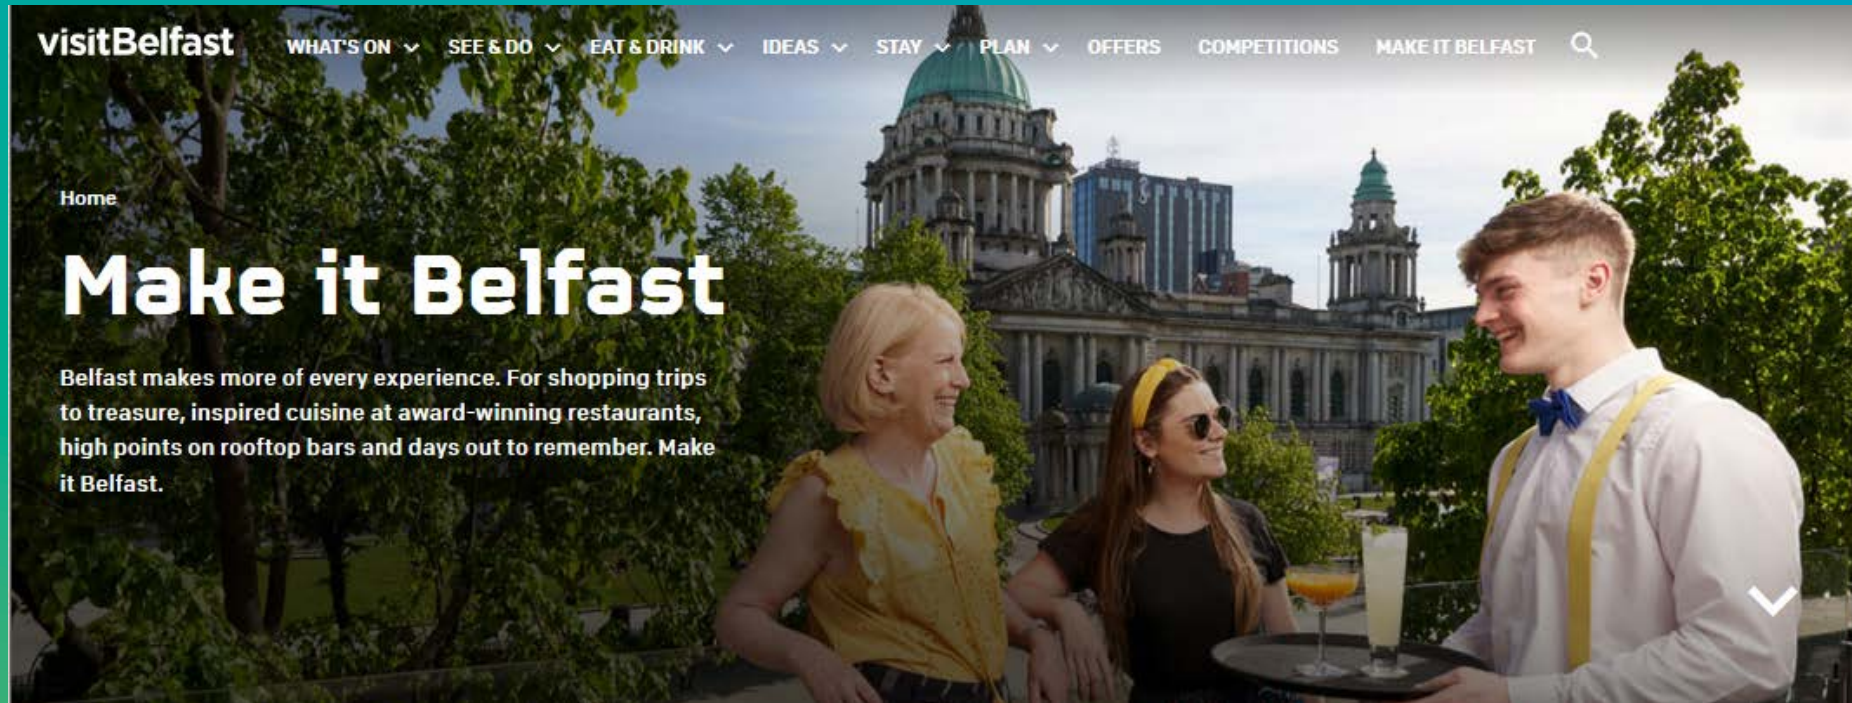 visitBelfast WHAT'S ON SEE & DO EAT & DRINK IDEAS STAY PLAN OFFERS COMPETITIONS MAKE IT BELFAST
Home
Make it Belfast
Belfast makes more of every experience. For shopping trips
to treasure, inspired cuisine at award-winning restaurants,
high points on rooftop bars and days out to remember. Make
it Belfast.